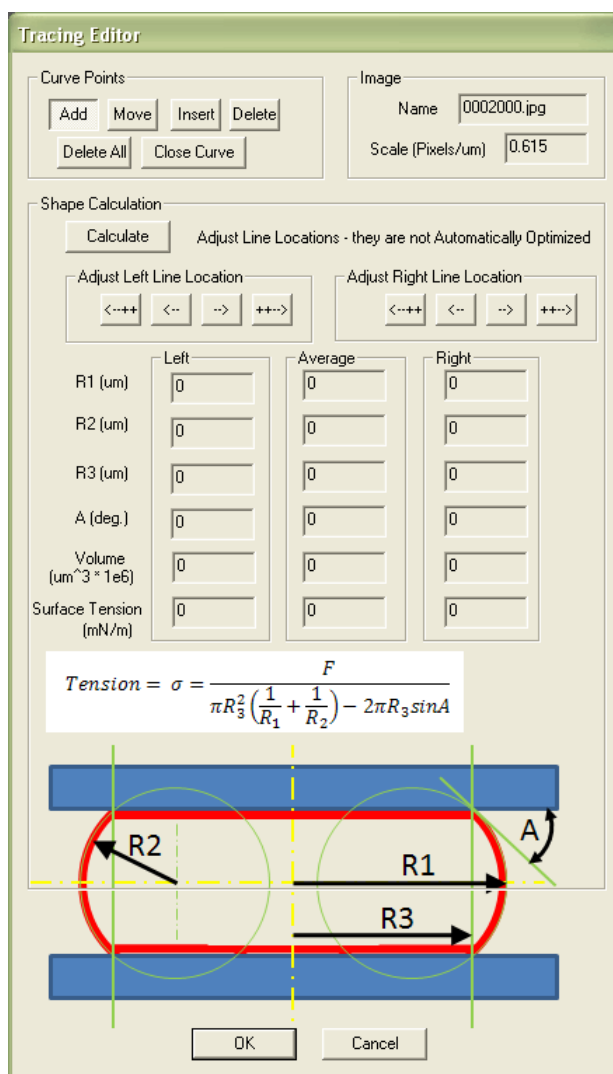 Tracing Editor
Curve Points
Add Move Insert Delete
Delete All Close Curve
Image
Name 0002000.jpg
Scale (Pixels/um) 0.615
Shape Calculation
Calculate Adjust Line Locations - they are not Automatically Optimized
Adjust Left Line Location
<--++ <-- --> ++-->
Adjust Right Line Location
<--++ <-- --> ++-->
Left Average Right
R1 (um) 0 0 0
R2 (um) 0 0 0
R3 (um) 0 0 0
A (deg.) 0 0 0
Volume
(um^3 * 1e6) 0 0 0
Surface Tension
(mN/m) 0 0 0
Tension = σ = F / (πR₃²(1/R₁ + 1/R₂) − 2πR₃sinA)
R2
A
R1
R3
OK Cancel